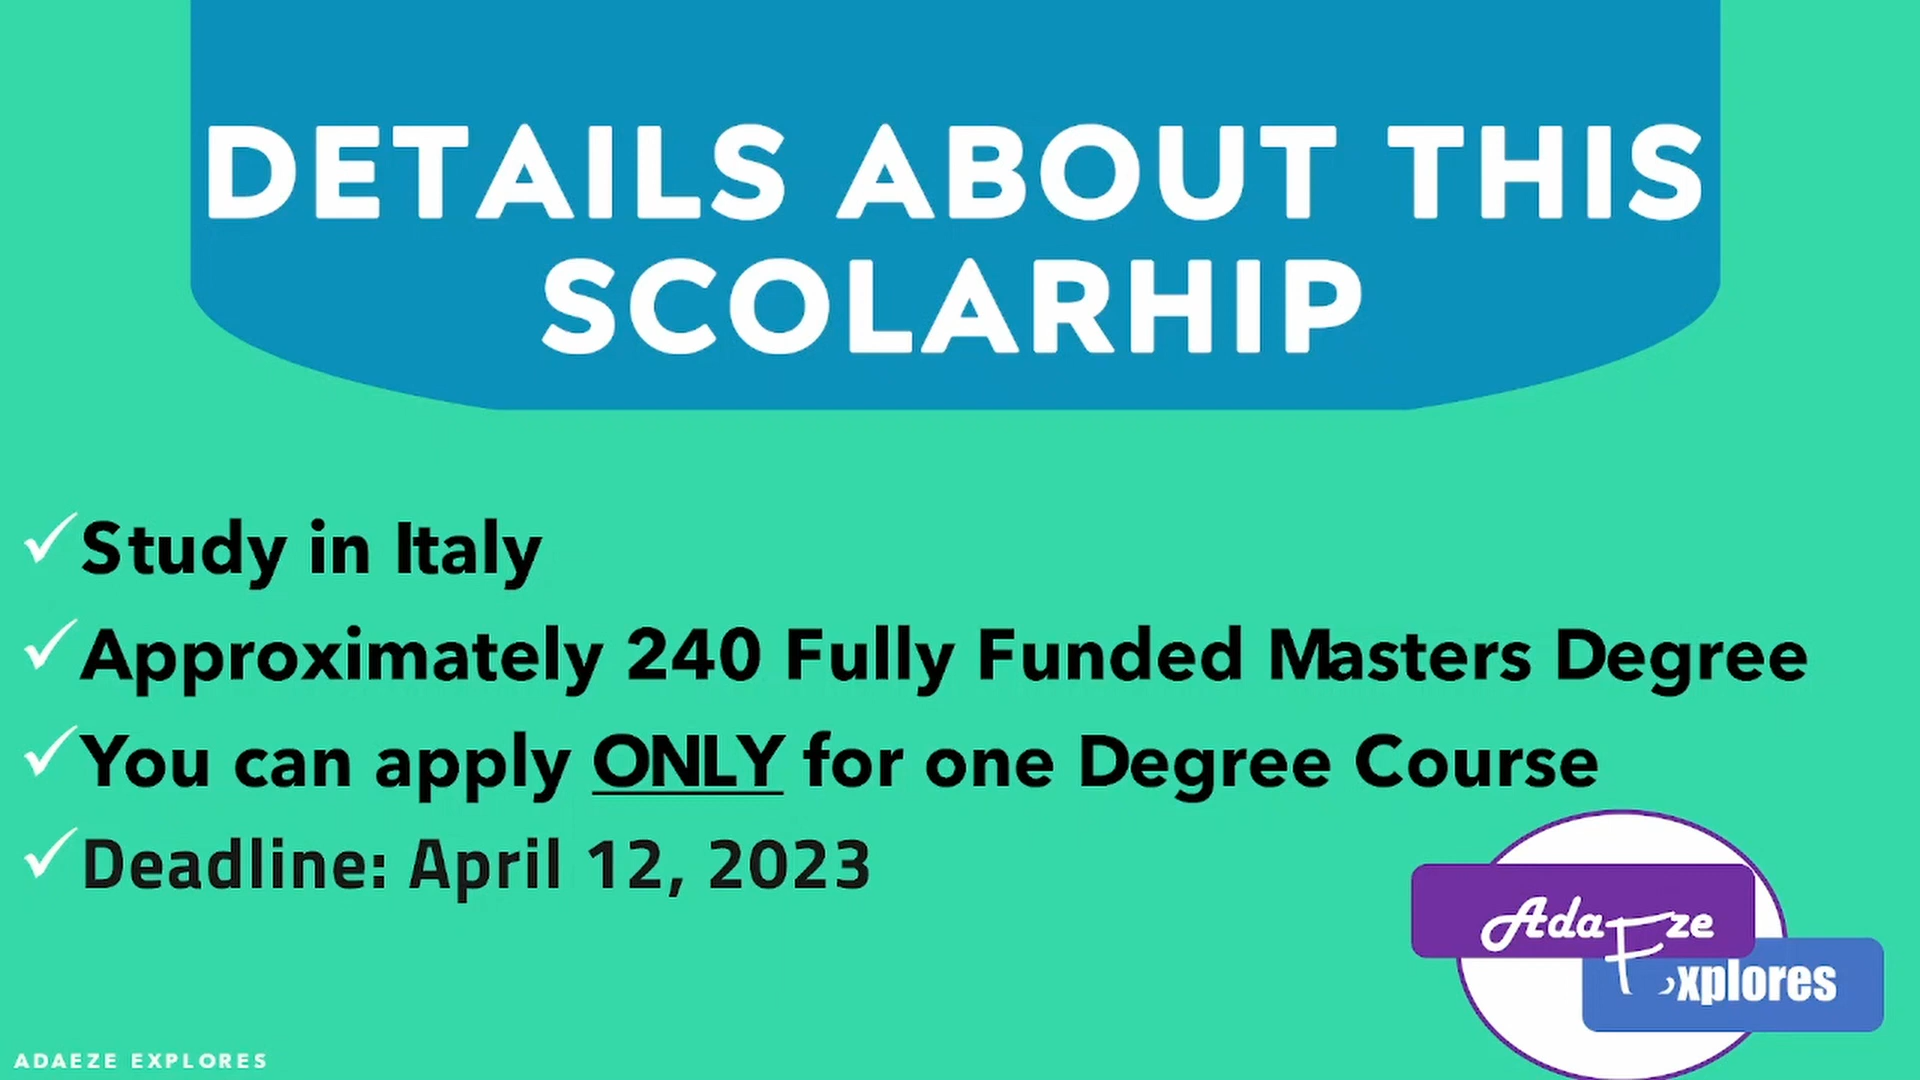 DETAILS ABOUT THIS
SCOLARHIP
Study in Italy
Approximately 240 Fully Funded Masters Degree
You can apply ONLY for one Degree Course
Deadline: April 12, 2023
AdaEze
Explores
ADAEZE EXPLORES